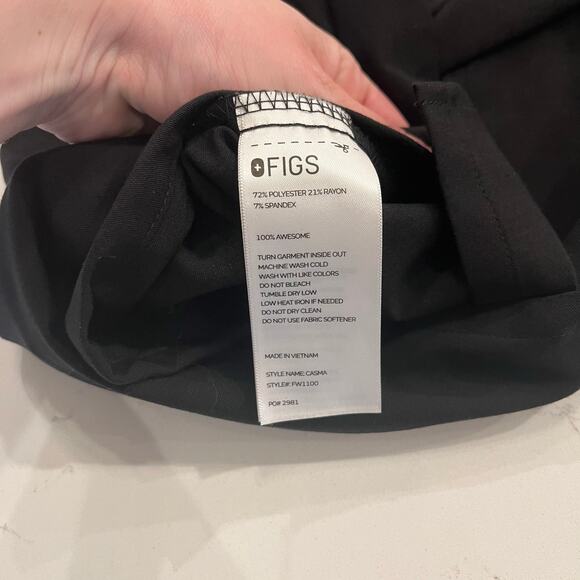 FIGS
72% POLYESTER 21% RAYON
7% SPANDEX
100% AWESOME
TURN GARMENT INSIDE OUT
MACHINE WASH COLD
WASH WITH LIKE COLORS
DO NOT BLEACH
TUMBLE DRY LOW
LOW HEAT IRON IF NEEDED
DO NOT DRY CLEAN
DO NOT USE FABRIC SOFTENER
MADE IN VIETNAM
STYLE NAME: CASMA
STYLE#: FW1100
PO# 2981